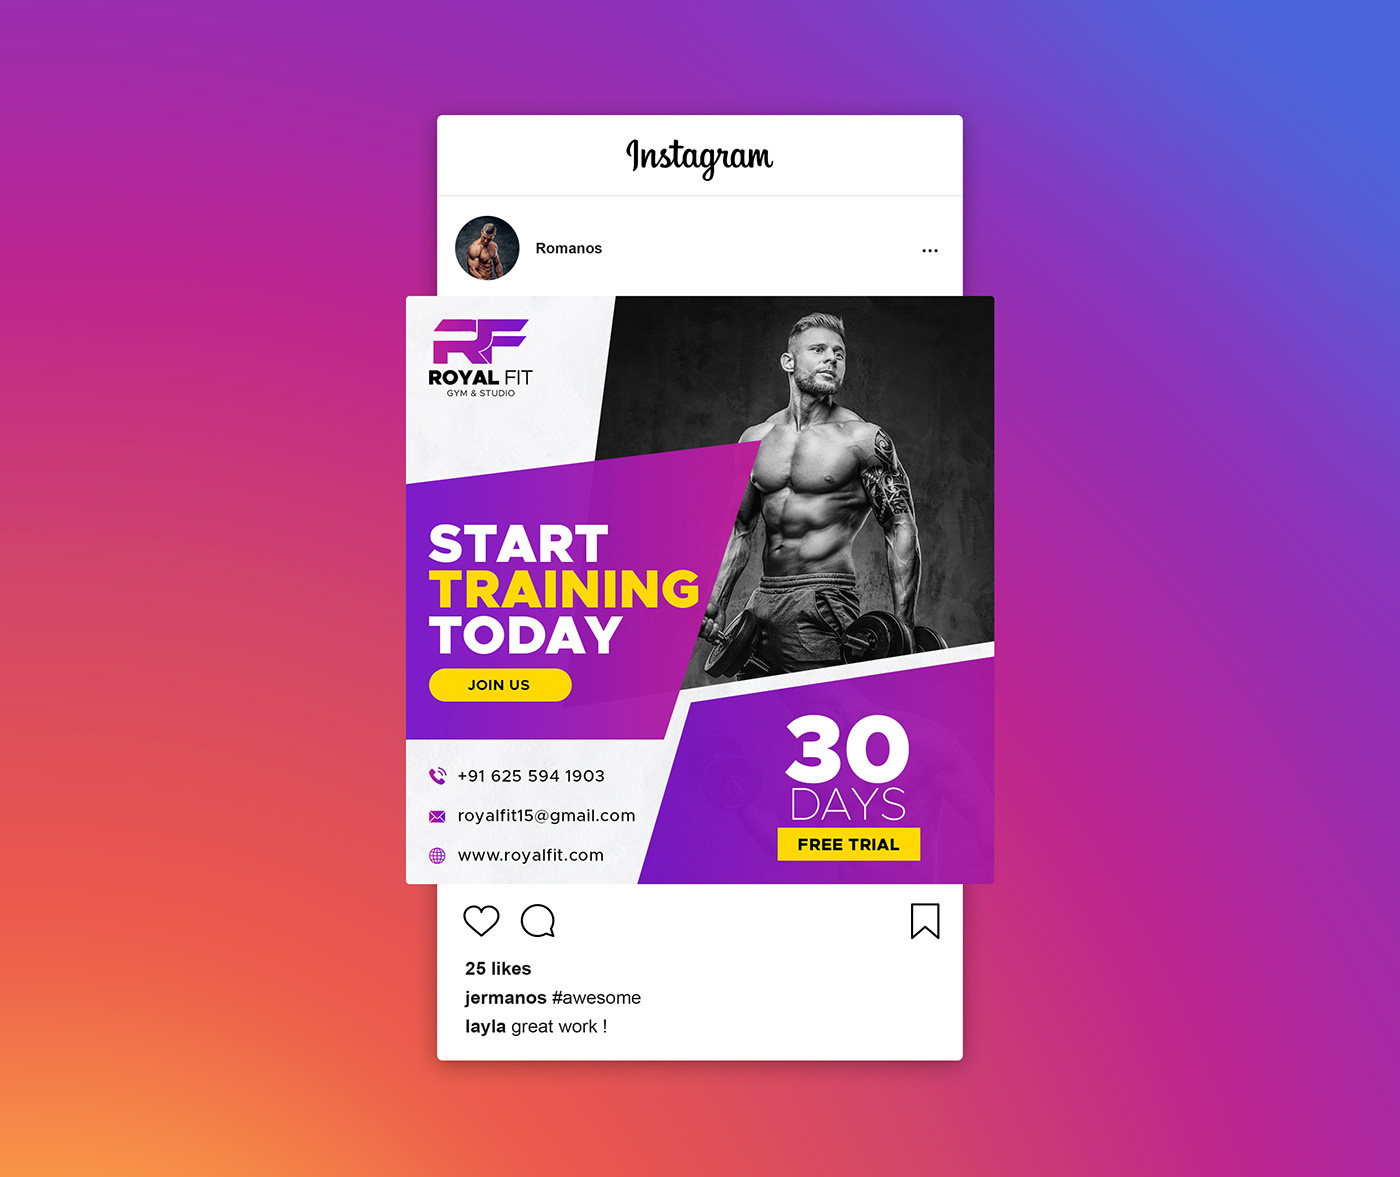 Instagram
Romanos
RF
ROYAL FIT
GYM & STUDIO
START
TRAINING
TODAY
JOIN US
+91 625 594 1903
royalfit15@gmail.com
www.royalfit.com
30
DAYS
FREE TRIAL
25 likes
jermanos #awesome
layla great work !